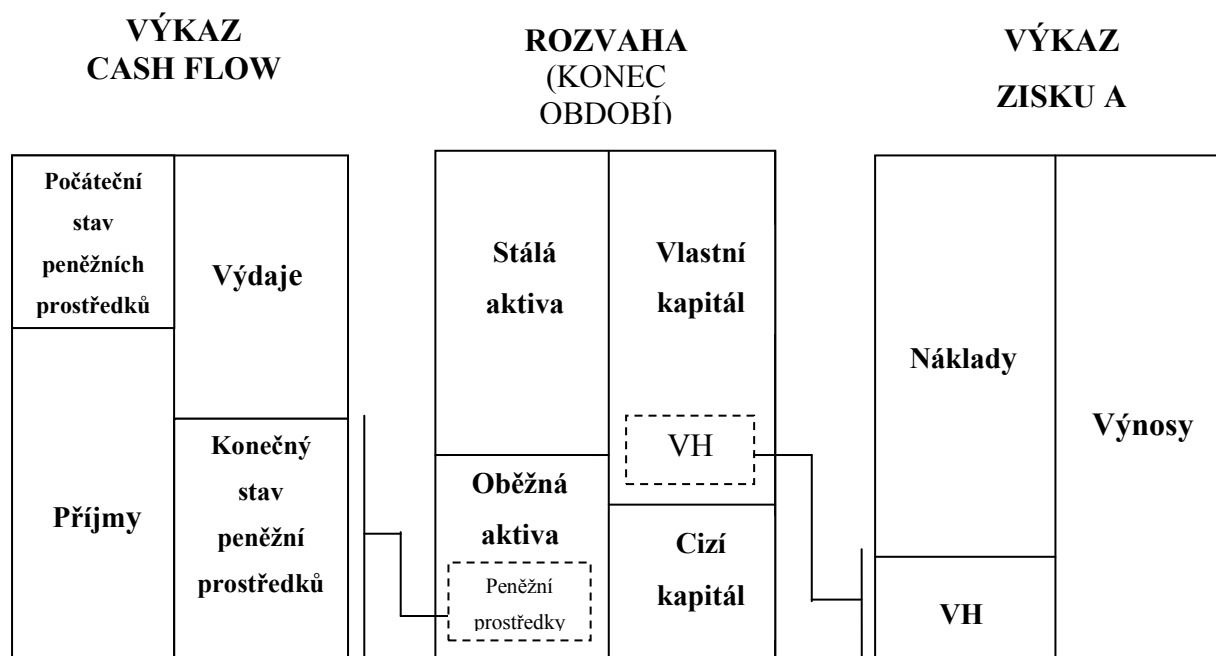 VÝKAZ
CASH FLOW
ROZVAHA
(KONEC
OBDOBÍ)
VÝKAZ
ZISKU A
Počáteční
stav
peněžních
prostředků
Výdaje
Příjmy
Konečný
stav
peněžní
prostředků
Stálá
aktiva
Vlastní
kapitál
VH
Oběžná
aktiva
Peněžní
prostředky
Cizí
kapitál
Náklady
Výnosy
VH